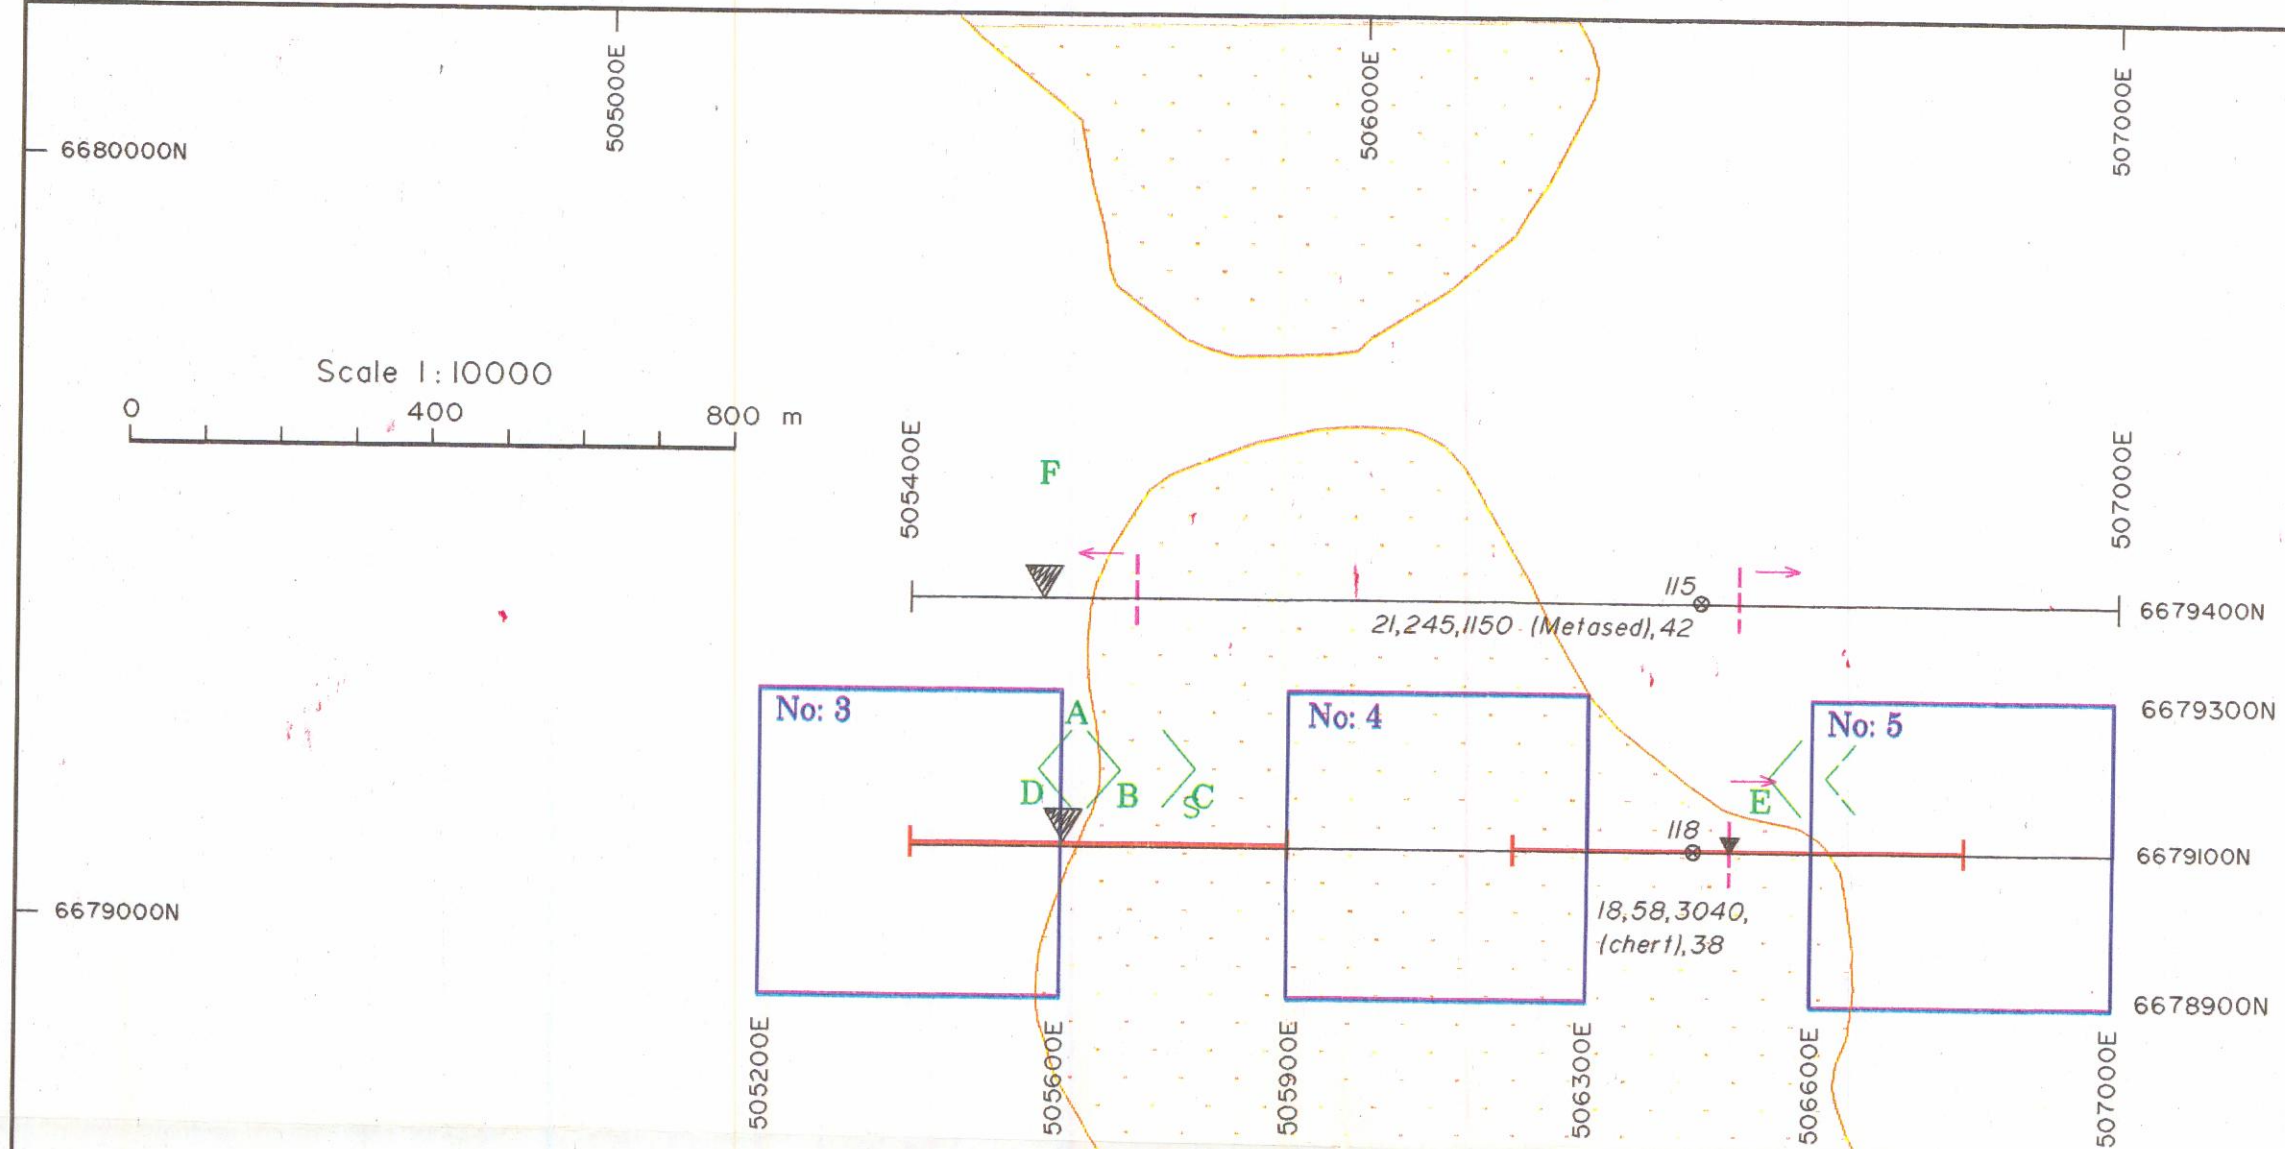 505000E
506000E
507000E
6680000N
Scale 1:10000
0 400 800 m
505400E
507000E
F
115
6679400N
21,245,1150 (Metased),42
No: 3
No: 4
No: 5
6679300N
A
D
B
C
S
E
118
6679100N
18,58,3040,
(chert),38
6679000N
6678900N
505200E
505600E
505900E
506300E
506600E
507000E